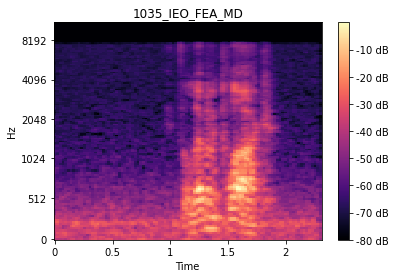 1035_IEO_FEA_MD
8192
4096
2048
1024
512
0
Hz
0
0.5
1
1.5
2
Time
-10 dB
-20 dB
-30 dB
-40 dB
-50 dB
-60 dB
-70 dB
-80 dB